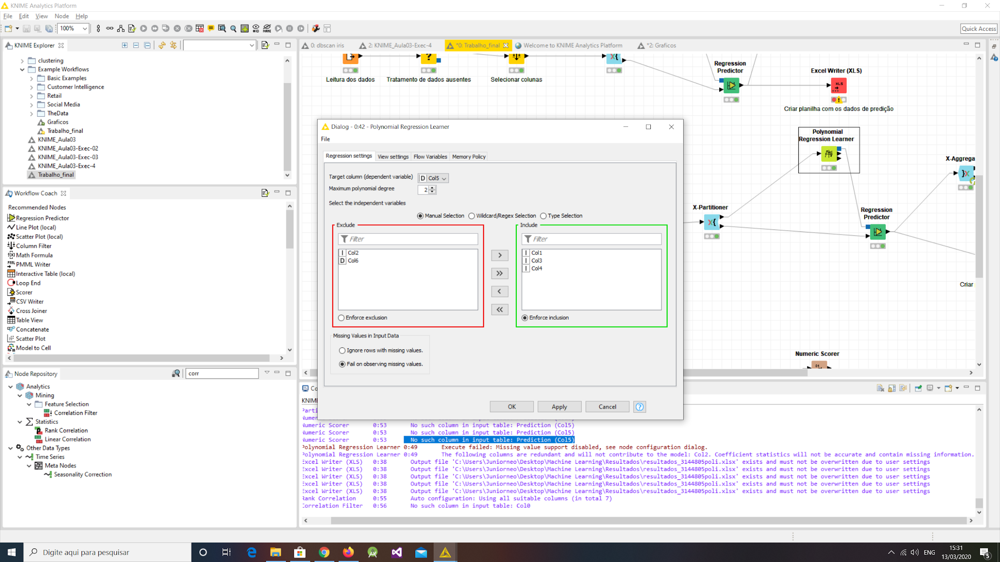 KNIME Analytics Platform
File Edit View Node Help
100%
Quick Access
KNIME Explorer
clustering
Example Workflows
Basic Examples
Customer Intelligence
Retail
Social Media
TheData
Graficos
Trabalho_final
KNIME_Aula03
KNIME_Aula03-Exec-02
KNIME_Aula03-Exec-03
KNIME_Aula03-Exec-4
Trabalho_final
Workflow Coach
Recommended Nodes
Regression Predictor
Line Plot (local)
Scatter Plot (local)
Column Filter
Math Formula
PMML Writer
Interactive Table (local)
Loop End
Scorer
CSV Writer
Cross Joiner
Table View
Concatenate
Scatter Plot
Model to Cell
Node Repository
corr
Analytics
Mining
Feature Selection
Correlation Filter
Statistics
Rank Correlation
Linear Correlation
Other Data Types
Time Series
Meta Nodes
Seasonality Correction
0: dbscan iris
2: KNIME_Aula03-Exec-4
*0: Trabalho_final
Welcome to KNIME Analytics Platform
*2: Graficos
Leitura dos dados
Tratamento de dados ausentes
Selecionar colunas
Regression
Predictor
Excel Writer (XLS)
XLS
Criar planilha com os dados de predição
Polynomial
Regression Learner
X-Aggrega
X-Partitioner
Regression
Predictor
Criar
Numeric Scorer
Dialog - 0:42 - Polynomial Regression Learner
File
Regression settings View settings Flow Variables Memory Policy
Target column (dependent variable) D Col5
Maximum polynomial degree 2
Select the independent variables
Manual Selection Wildcard/Regex Selection Type Selection
Exclude
Filter
I Col2
D Col6
Enforce exclusion
>
>>
<
<<
Include
Filter
I Col1
I Col3
I Col4
Enforce inclusion
Missing Values in Input Data
Ignore rows with missing values.
Fail on observing missing values.
OK Apply Cancel
Co
KNIM
Parti
Numer
Numeric Scorer 0:53 No such column in input table: Prediction (Col5)
Numeric Scorer 0:53 No such column in input table: Prediction (Col5)
Numeric Scorer 0:53 No such column in input table: Prediction (Col5)
Polynomial Regression Learner 0:49 Execute failed: Missing value support disabled, see node configuration dialog.
Polynomial Regression Learner 0:49 The following columns are redundant and will not contribute to the model: Col2. Coefficient statistics will not be accurate and contain missing information.
Excel Writer (XLS) 0:38 Output file 'C:\Users\Juniorneo\Desktop\Machine Learning\Resultados\resultados_3144805poli.xlsx' exists and must not be overwritten due to user settings
Excel Writer (XLS) 0:38 Output file 'C:\Users\Juniorneo\Desktop\Machine Learning\Resultados\resultados_3144805poli.xlsx' exists and must not be overwritten due to user settings
Excel Writer (XLS) 0:38 Output file 'C:\Users\Juniorneo\Desktop\Machine Learning\Resultados\resultados_3144805poli.xlsx' exists and must not be overwritten due to user settings
Excel Writer (XLS) 0:38 Output file 'C:\Users\Juniorneo\Desktop\Machine Learning\Resultados\resultados_3144805poli.xlsx' exists and must not be overwritten due to user settings
Excel Writer (XLS) 0:38 Output file 'C:\Users\Juniorneo\Desktop\Machine Learning\Resultados\resultados_3144805poli.xlsx' exists and must not be overwritten due to user settings
Rank Correlation 0:55 Auto configuration: Using all suitable columns (in total 7)
Correlation Filter 0:56 No such column in input table: Col0
Digite aqui para pesquisar
ENG
15:31
13/03/2020
5